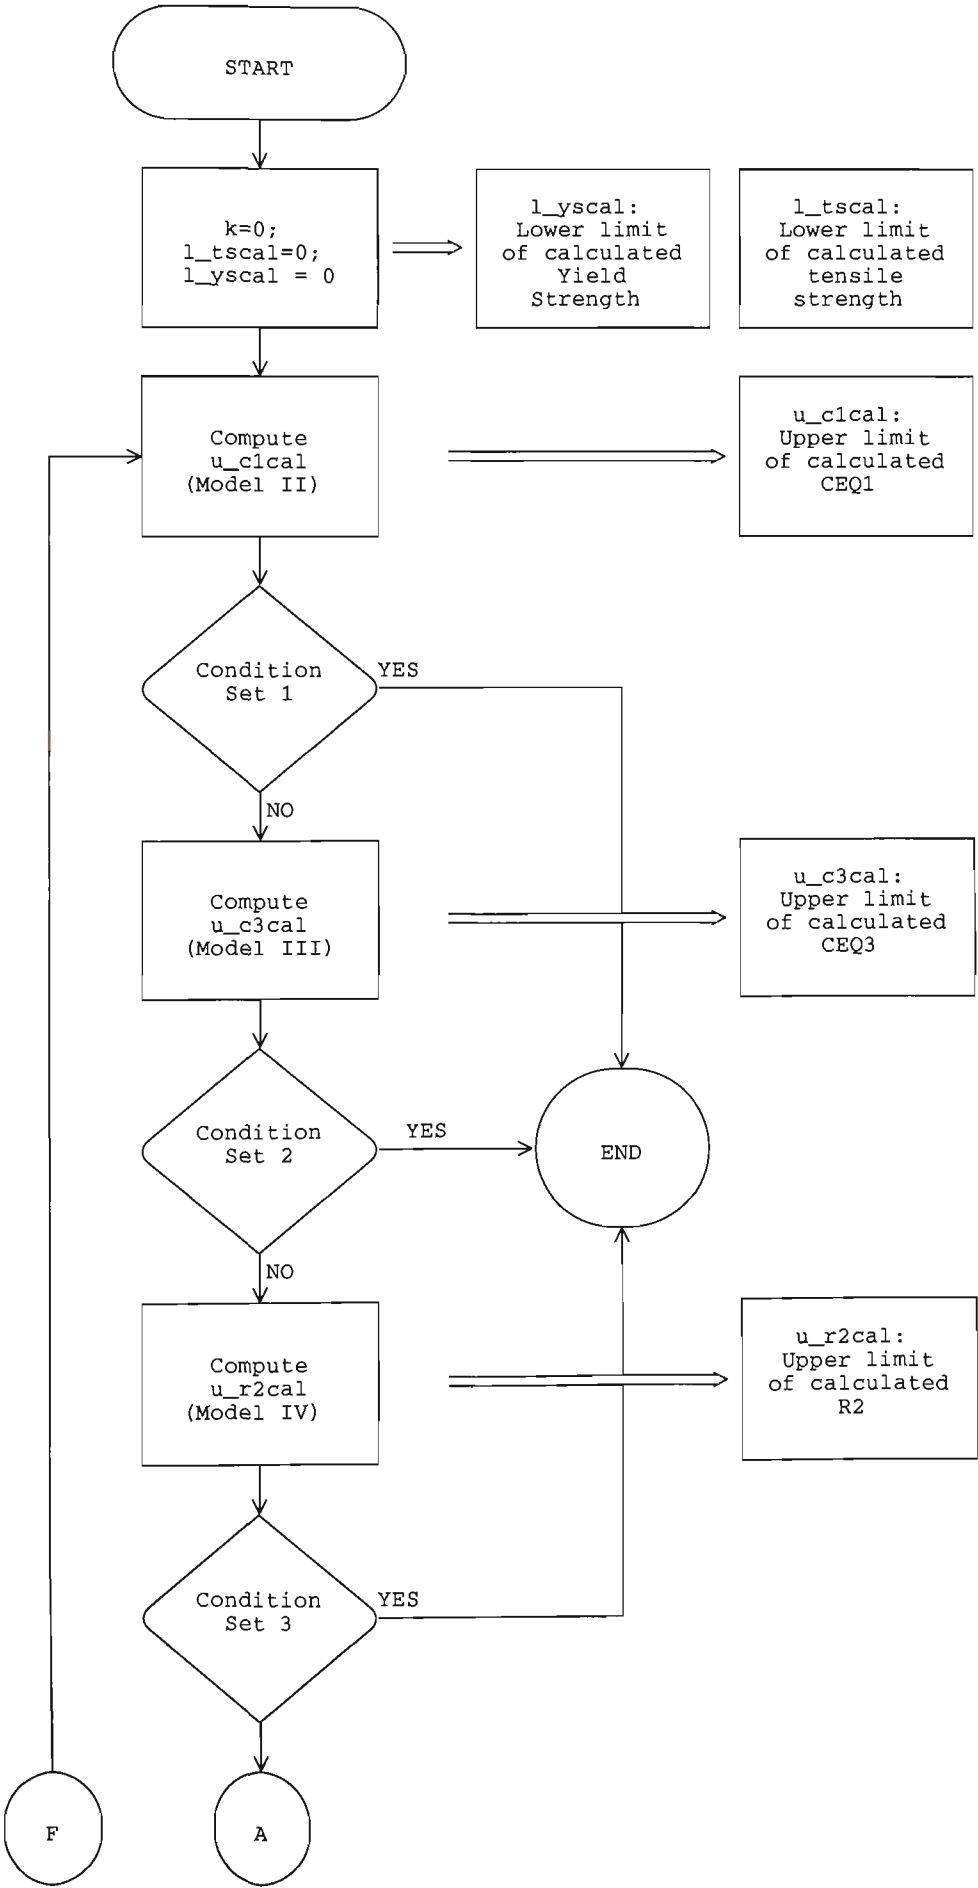 START
k=0;
l_tscal=0;
l_yscal = 0
l_yscal:
Lower limit
of calculated
Yield
Strength
l_tscal:
Lower limit
of calculated
tensile
strength
Compute
u_c1cal
(Model II)
u_c1cal:
Upper limit
of calculated
CEQ1
Condition
Set 1
YES
NO
Compute
u_c3cal
(Model III)
u_c3cal:
Upper limit
of calculated
CEQ3
Condition
Set 2
YES
END
NO
Compute
u_r2cal
(Model IV)
u_r2cal:
Upper limit
of calculated
R2
Condition
Set 3
YES
F
A